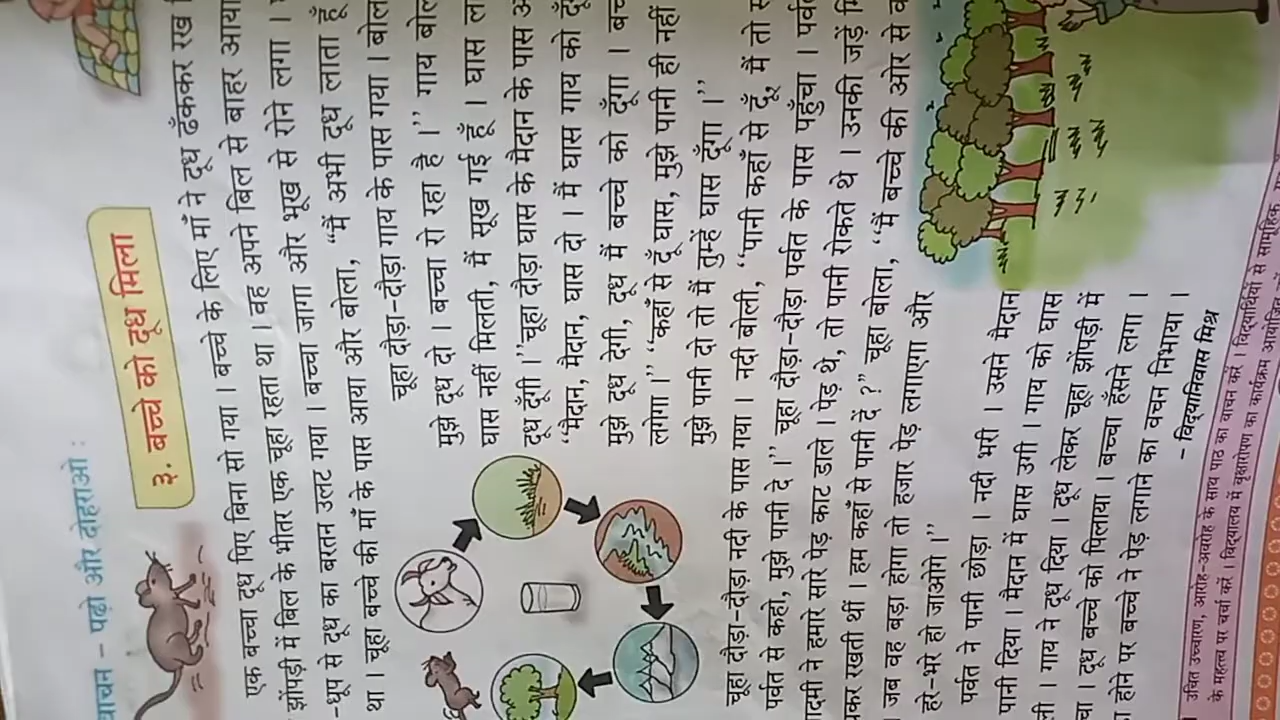 वाचन – पढ़ो और दोहराओ :
३. बच्चे को दूध मिला
एक बच्चा दूध पिए बिना सो गया । बच्चे के लिए माँ ने दूध ढँककर रख
झोंपड़ी में बिल के भीतर एक चूहा रहता था । वह अपने बिल से बाहर आया
से दूध का बरतन उलट गया । बच्चा जागा और भूख से रोने लगा ।
था । चूहा बच्चे की माँ के पास आया और बोला, “मैं अभी दूध लाता हूँ
चूहा दौड़ा-दौड़ा गाय के पास गया । बोल
मुझे दूध दो । बच्चा रो रहा है ।” गाय बोल
घास नहीं मिलती, मैं सूख गई हूँ । घास ल
दूध दूँगी ।” चूहा दौड़ा घास के मैदान के पास
“मैदान, मैदान, घास दो । मैं घास गाय को दूँ
मुझे दूध देगी, दूध मैं बच्चे को दूँगा ।
लगेगा ।” “कहाँ से दूँ घास, मुझे पानी ही नहीं
मुझे पानी दो तो मैं तुम्हें घास दूँगा ।”
चूहा दौड़ा-दौड़ा नदी के पास गया । नदी बोली, “पानी कहाँ से दूँ, मैं तो
पर्वत से कहो, मुझे पानी दे ।” चूहा दौड़ा-दौड़ा पर्वत के पास पहुँचा ।
ने हमारे सारे पेड़ काट डाले । पेड़ थे, तो पानी रोकते थे । उनकी जड़ें
रखती थीं । हम कहाँ से पानी दें ?” चूहा बोला, “मैं बच्चे की ओर से
जब वह बड़ा होगा तो हजार पेड़ लगाएगा और
हरे-भरे हो जाओगे ।”
पर्वत ने पानी छोड़ा । नदी भरी । उसने मैदान
पानी दिया । मैदान में घास उगी । गाय को घास
। गाय ने दूध दिया । दूध लेकर चूहा झोंपड़ी में
। दूध बच्चे को पिलाया । बच्चा हँसने लगा ।
होने पर बच्चे ने पेड़ लगाने का वचन निभाया ।
– विद्यानिवास मिश्र
उचित उच्चारण, आरोह-अवरोह के साथ पाठ का वाचन करें । विद्यार्थियों से सामूहिक
के महत्त्व पर चर्चा करें । विद्यालय में वृक्षारोपण का कार्यक्रम आयोजित